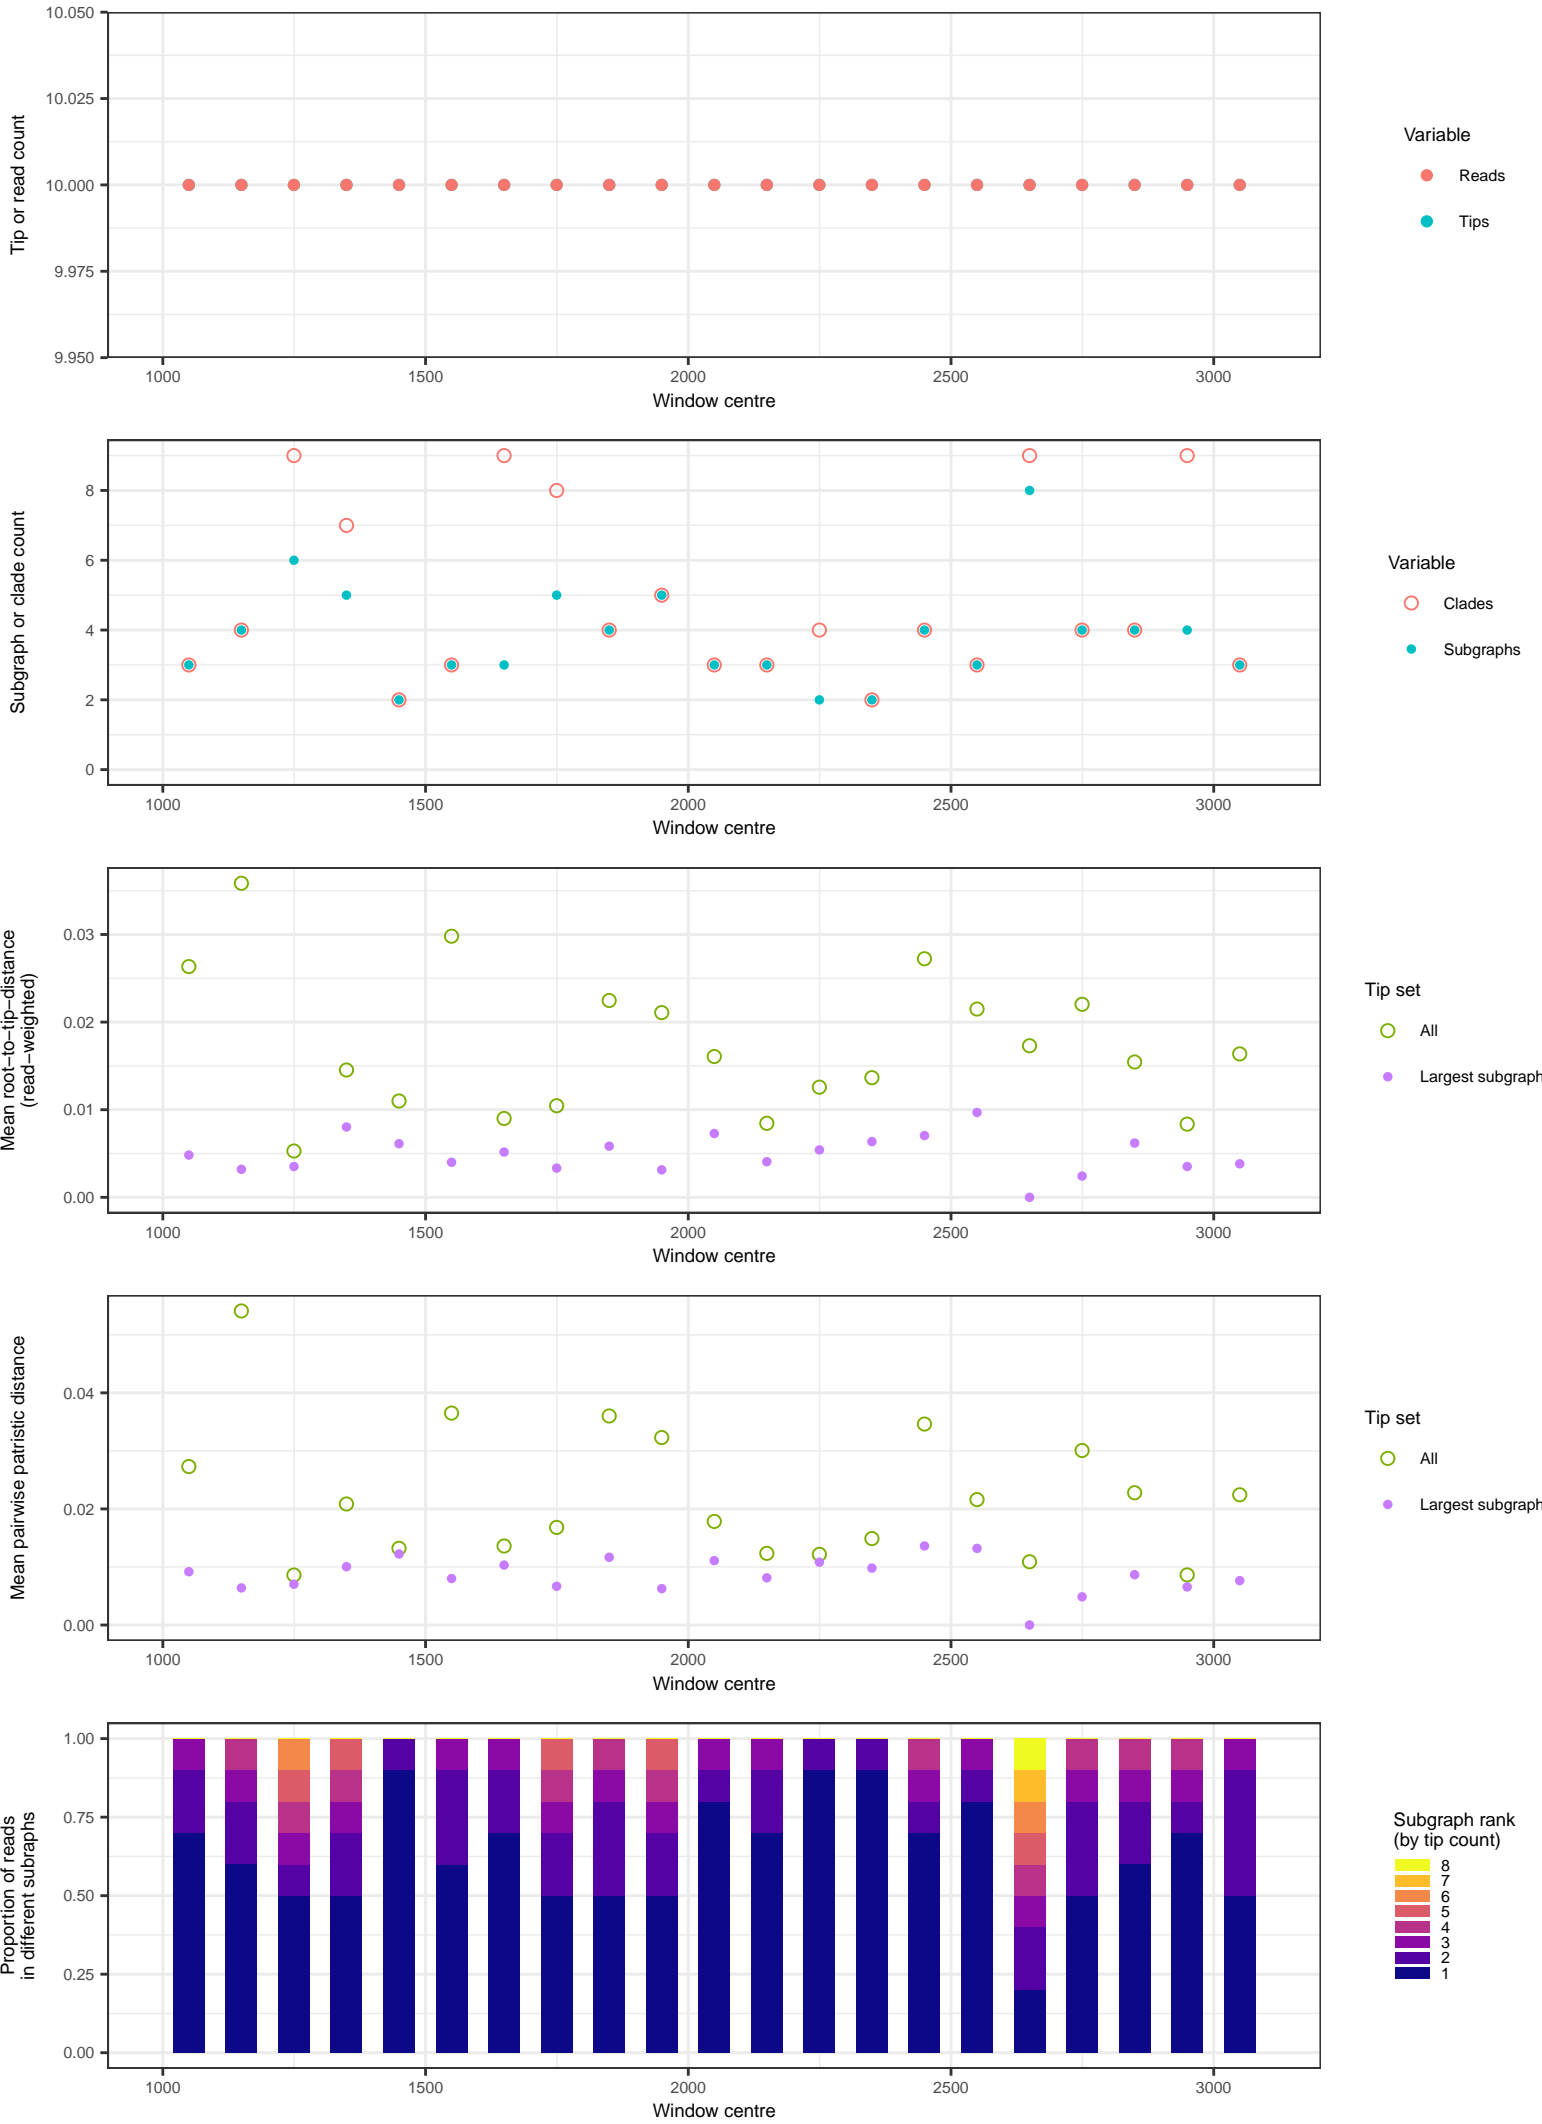 10.050
10.025
10.000
9.975
9.950
Tip or read count
1000 1500 2000 2500 3000
Window centre
Variable
Reads
Tips
8
6
4
2
0
Subgraph or clade count
1000 1500 2000 2500 3000
Window centre
Variable
Clades
Subgraphs
0.03
0.02
0.01
0.00
Mean root−to−tip−distance
(read−weighted)
1000 1500 2000 2500 3000
Window centre
Tip set
All
Largest subgraph
0.04
0.02
0.00
Mean pairwise patristic distance
1000 1500 2000 2500 3000
Window centre
Tip set
All
Largest subgraph
1.00
0.75
0.50
0.25
0.00
Proportion of reads
in different subraphs
1000 1500 2000 2500 3000
Window centre
Subgraph rank
(by tip count)
8
7
6
5
4
3
2
1